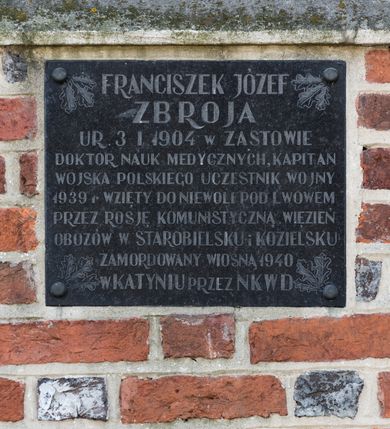 FRANCISZEK JÓZEF
ZBROJA
UR. 3 I 1904 W ZASTOWIE
DOKTÓR NAUK MEDYCZNYCH, KAPITAN
WOJSKA POLSKIEGO UCZESTNIK WOJNY
1939 r WZIĘTY DO NIEWOLI POD LWOWEM
PRZEZ ROSJĘ KOMUNISTYCZNĄ, WIĘZIEŃ
OBOZÓW W STAROBIELSKU i KOZIELSKU
ZAMORDOWANY WIOSNĄ 1940
W KATYNIU PRZEZ NKWD